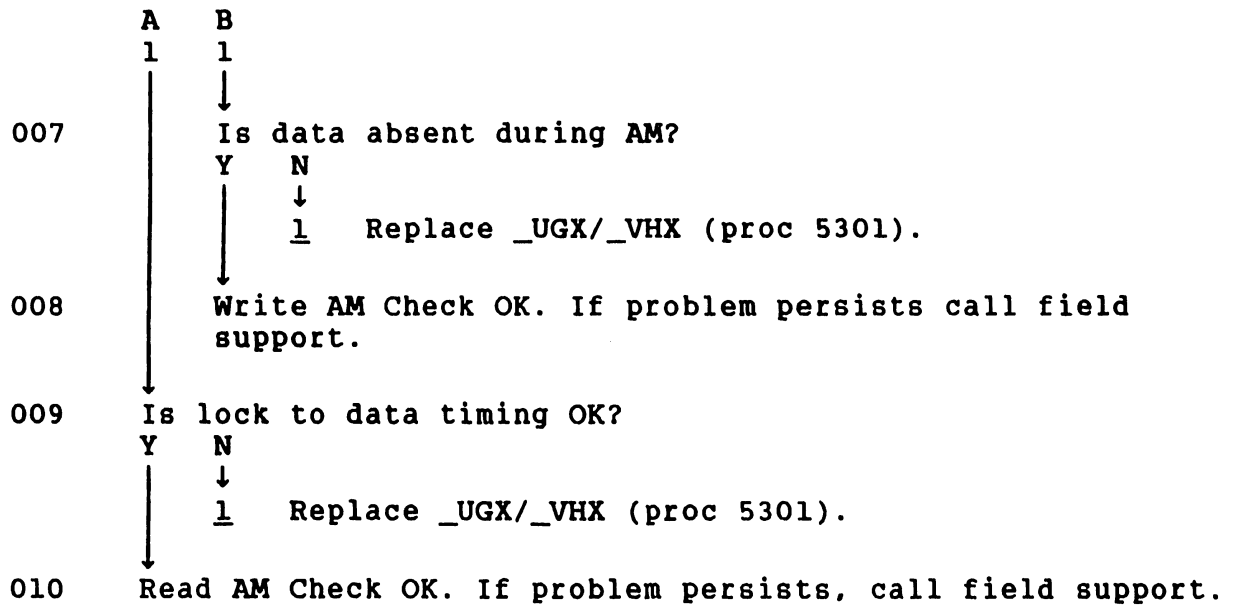 A B
1 1
007 Is data absent during AM?
Y N
1 Replace _UGX/_VHX (proc 5301).
008 Write AM Check OK. If problem persists call field
support.
009 Is lock to data timing OK?
Y N
1 Replace _UGX/_VHX (proc 5301).
010 Read AM Check OK. If problem persists, call field support.